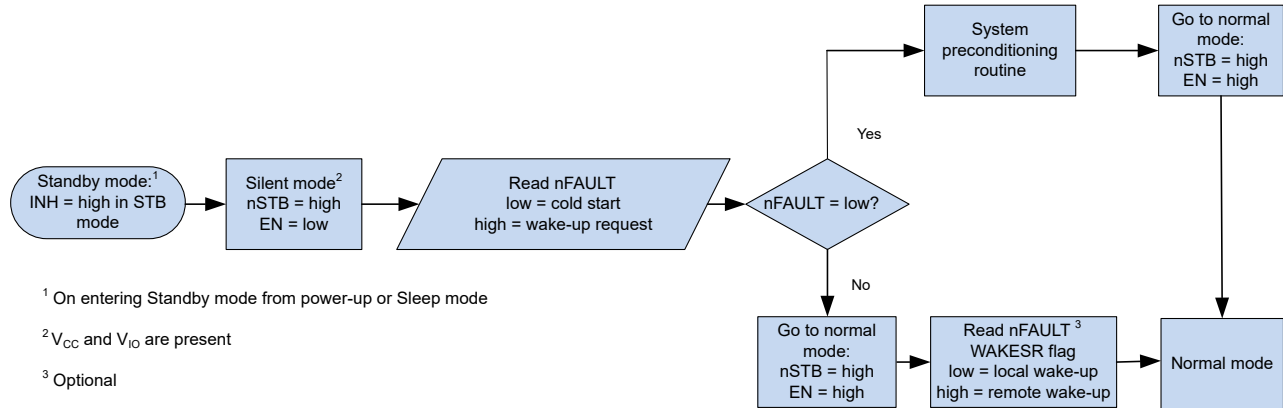 System
preconditioning
routine
Go to normal
mode:
nSTB = high
EN = high
Yes
Standby mode:¹
INH = high in STB
mode
Silent mode²
nSTB = high
EN = low
Read nFAULT
low = cold start
high = wake-up request
nFAULT = low?
No
¹ On entering Standby mode from power-up or Sleep mode
² VCC and VIO are present
³ Optional
Go to normal
mode:
nSTB = high
EN = high
Read nFAULT ³
WAKESR flag
low = local wake-up
high = remote wake-up
Normal mode